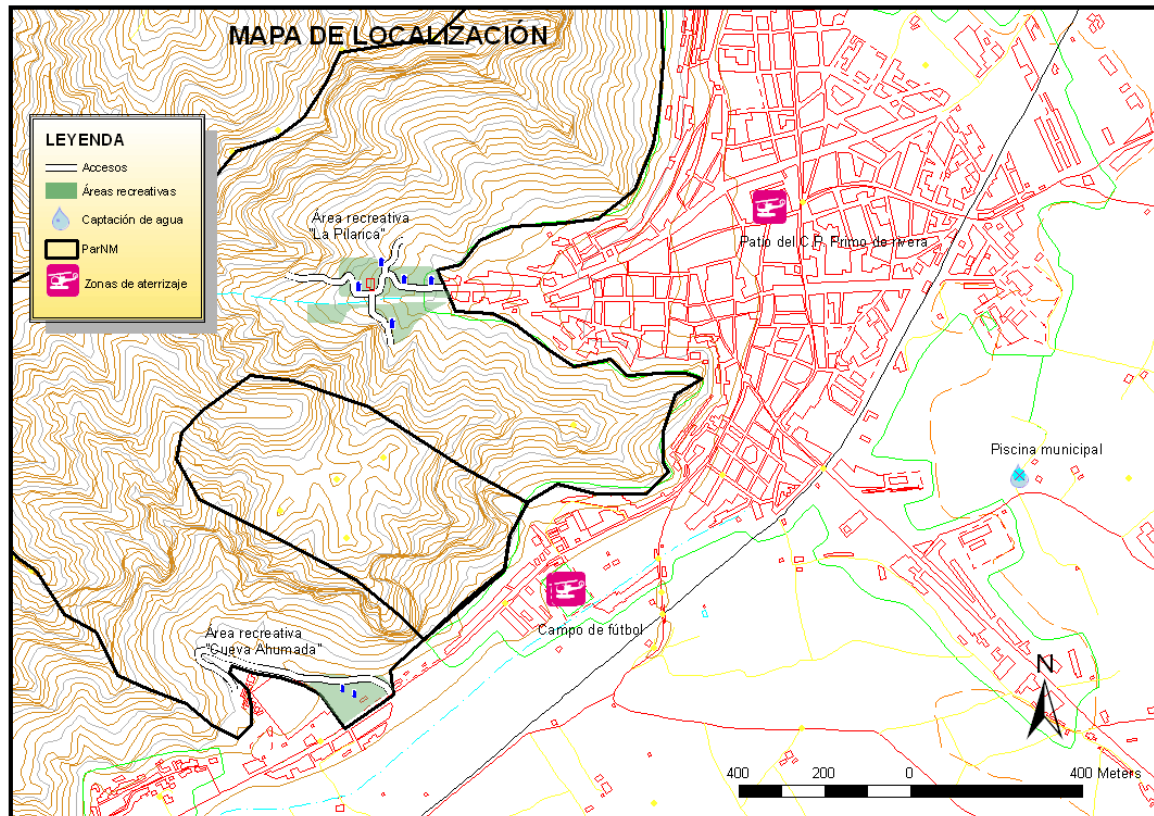 MAPA DE LOCALIZACIÓN
LEYENDA
Accesos
Áreas recreativas
Captación de agua
ParNM
Zonas de aterrizaje
Área recreativa
"La Pilarica"
Patio del C.P. Primo de rivera
Piscina municipal
Campo de fútbol
Área recreativa
"Cueva Ahumada"
N
400 200 0 400 Meters